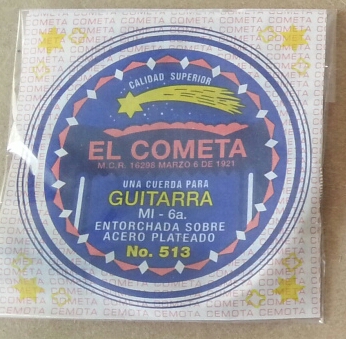 CALIDAD SUPERIOR
EL COMETA
M.C.R. 16298 MARZO 6 DE 1921
UNA CUERDA PARA
GUITARRA
MI - 6a.
ENTORCHADA SOBRE
ACERO PLATEADO
No. 513